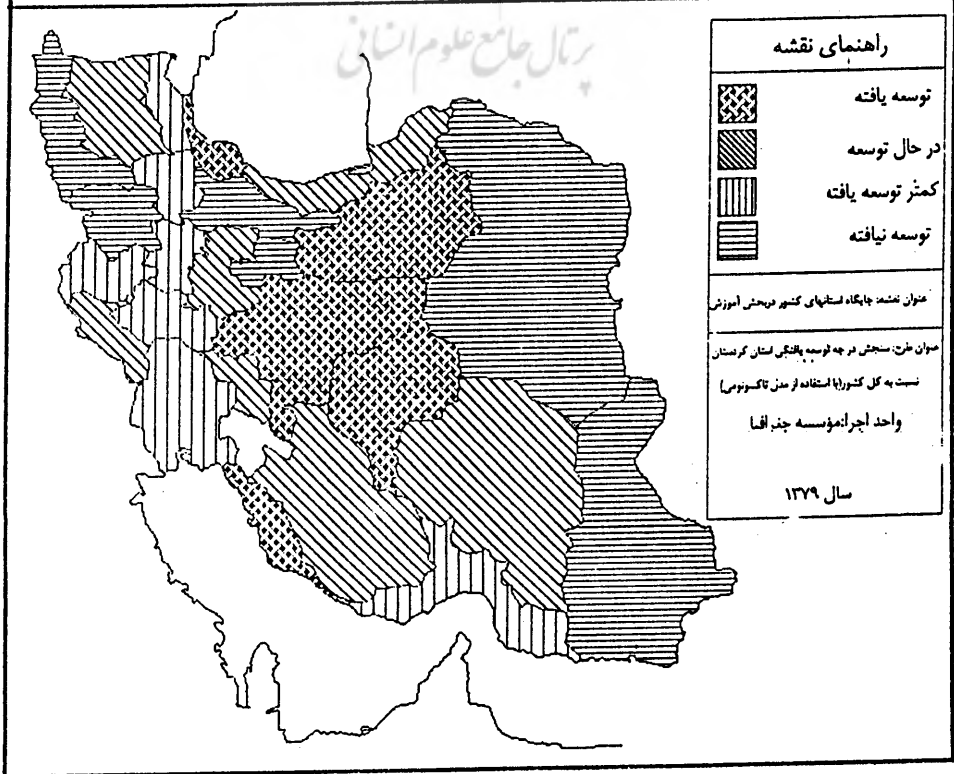 پرتال جامع علوم انسانی
راهنمای نقشه
توسعه یافته
در حال توسعه
کمتر توسعه یافته
توسعه نیافته
عنوان نقشه: جایگاه استانهای کشور دربخش آموزش
عنوان طرح: سنجش درجه توسعه یافتگی استان کردستان
نسبت به کل کشور(با استفاده از مدل تاکسونومی)
واحد اجرا:مؤسسه جغرافیا
سال ۱۳۷۹